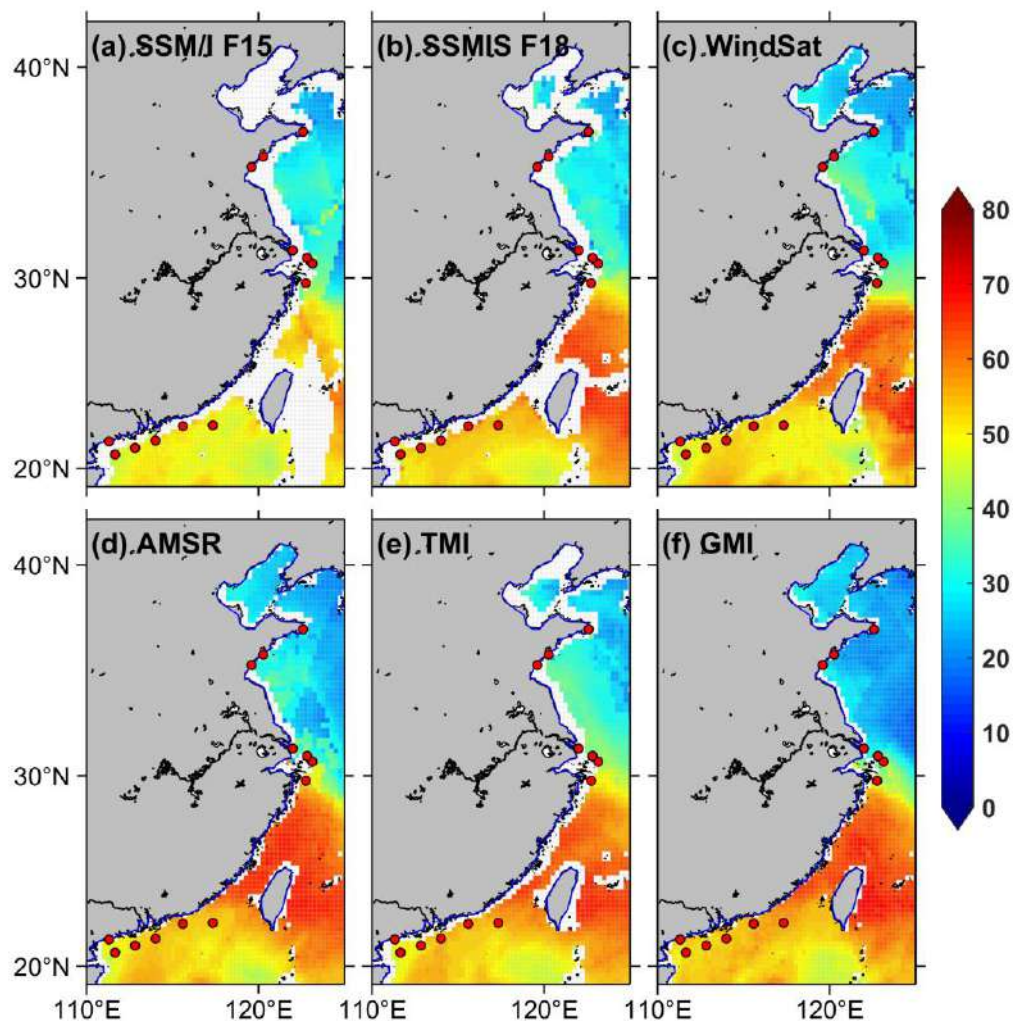 (a) SSM/I F15
(b) SSMIS F18
(c) WindSat
40°N
30°N
20°N
80
70
60
50
40
30
20
10
0
(d) AMSR
(e) TMI
(f) GMI
40°N
30°N
20°N
110°E
120°E
110°E
120°E
110°E
120°E